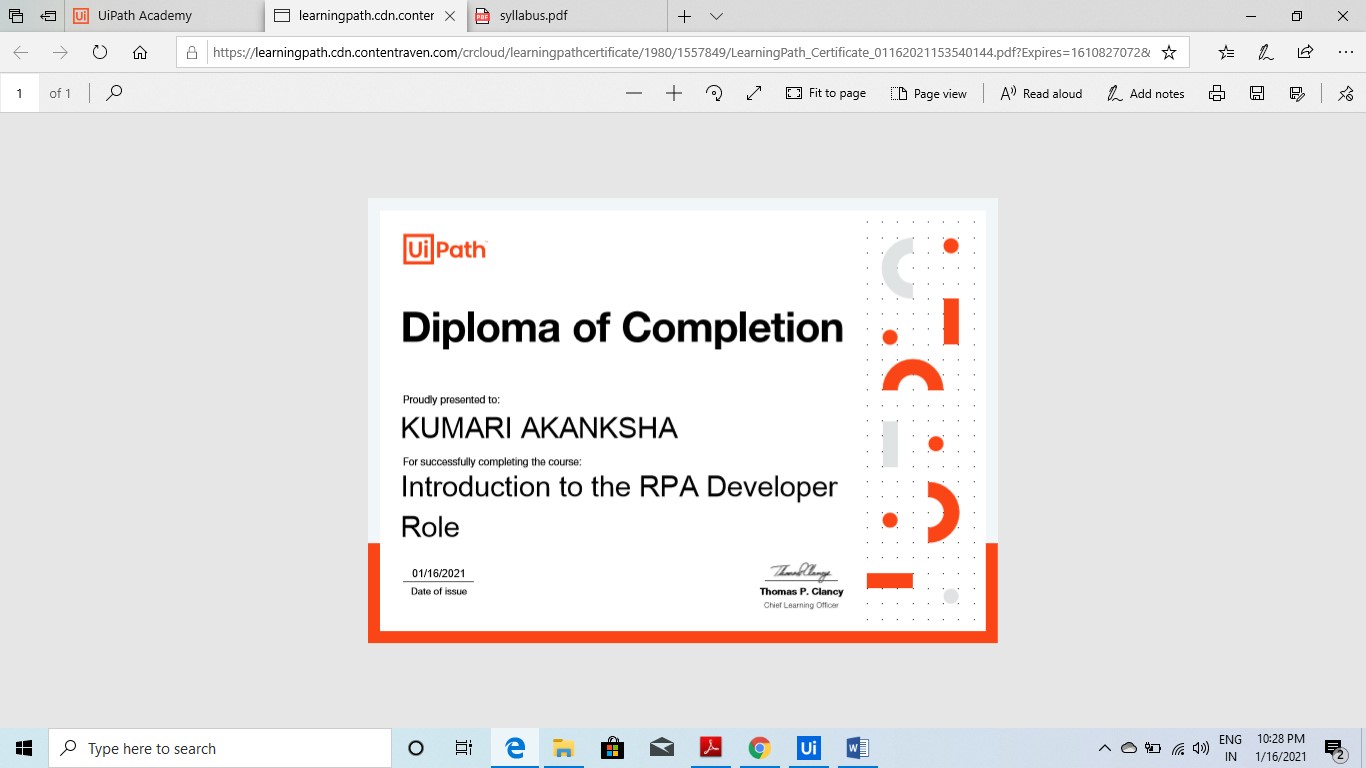 UiPath Academy
learningpath.cdn.conter
syllabus.pdf
https://learningpath.cdn.contentraven.com/crcloud/learningpathcertificate/1980/1557849/LearningPath_Certificate_01162021153540144.pdf?Expires=1610827072&
1 of 1
Fit to page
Page view
Read aloud
Add notes
UiPath
Diploma of Completion
Proudly presented to:
KUMARI AKANKSHA
For successfully completing the course:
Introduction to the RPA Developer
Role
01/16/2021
Date of issue
Thomas P. Clancy
Chief Learning Officer
Type here to search
ENG
IN
10:28 PM
1/16/2021
2